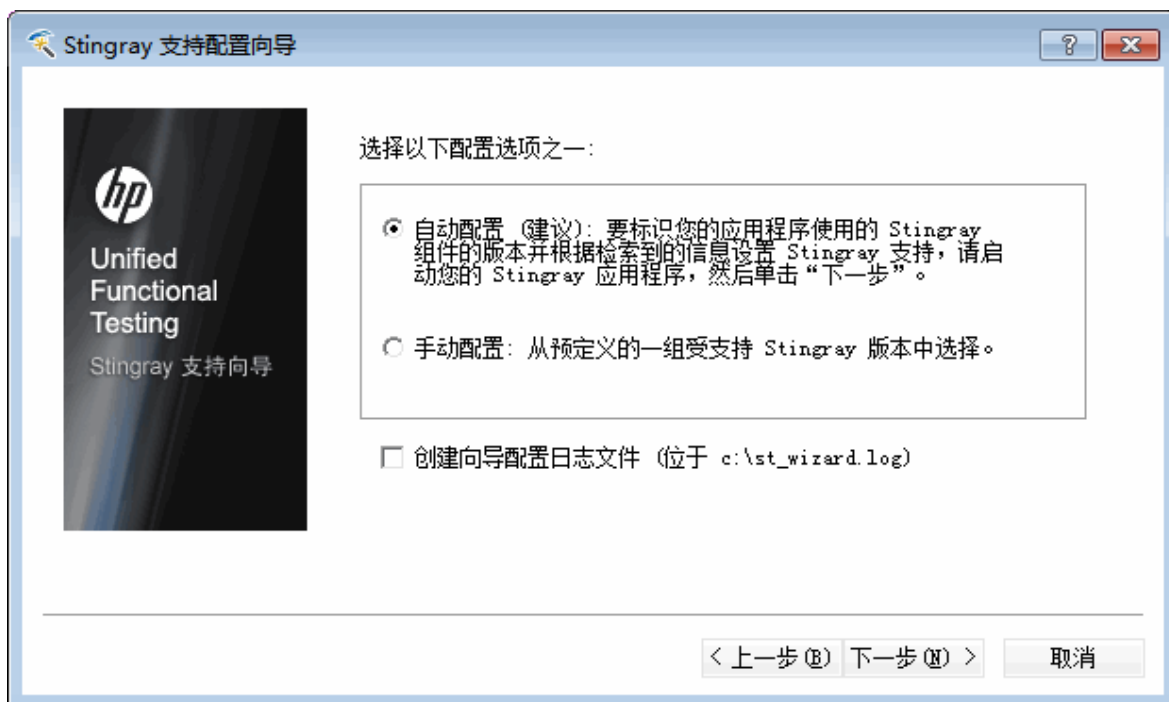 Stingray 支持配置向导
hp
Unified
Functional
Testing
Stingray 支持向导
选择以下配置选项之一:
自动配置 (建议): 要标识您的应用程序使用的 Stingray
组件的版本并根据检索到的信息设置 Stingray 支持，请启
动您的 Stingray 应用程序，然后单击“下一步”。
手动配置: 从预定义的一组受支持 Stingray 版本中选择。
创建向导配置日志文件 (位于 c:\st_wizard.log)
< 上一步(B) 下一步(N) > 取消